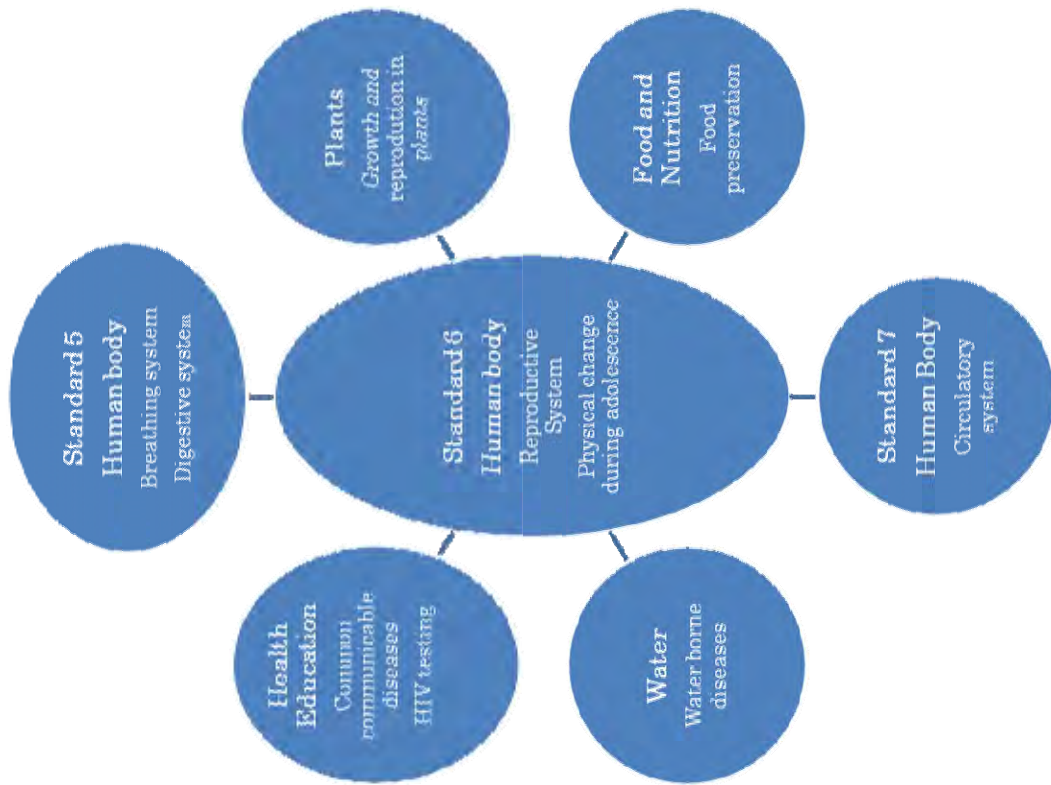 Standard 5
Human body
Breathing system
Digestive system
Health
Education
Common
communicable
diseases
HIV testing
Plants
Growth and
reprodution in
plants
Standard 6
Human body
Reproductive
System
Physical change
during adolescence
Water
Water borne
diseases
Food and
Nutrition
Food
preservation
Standard 7
Human Body
Circulatory
system